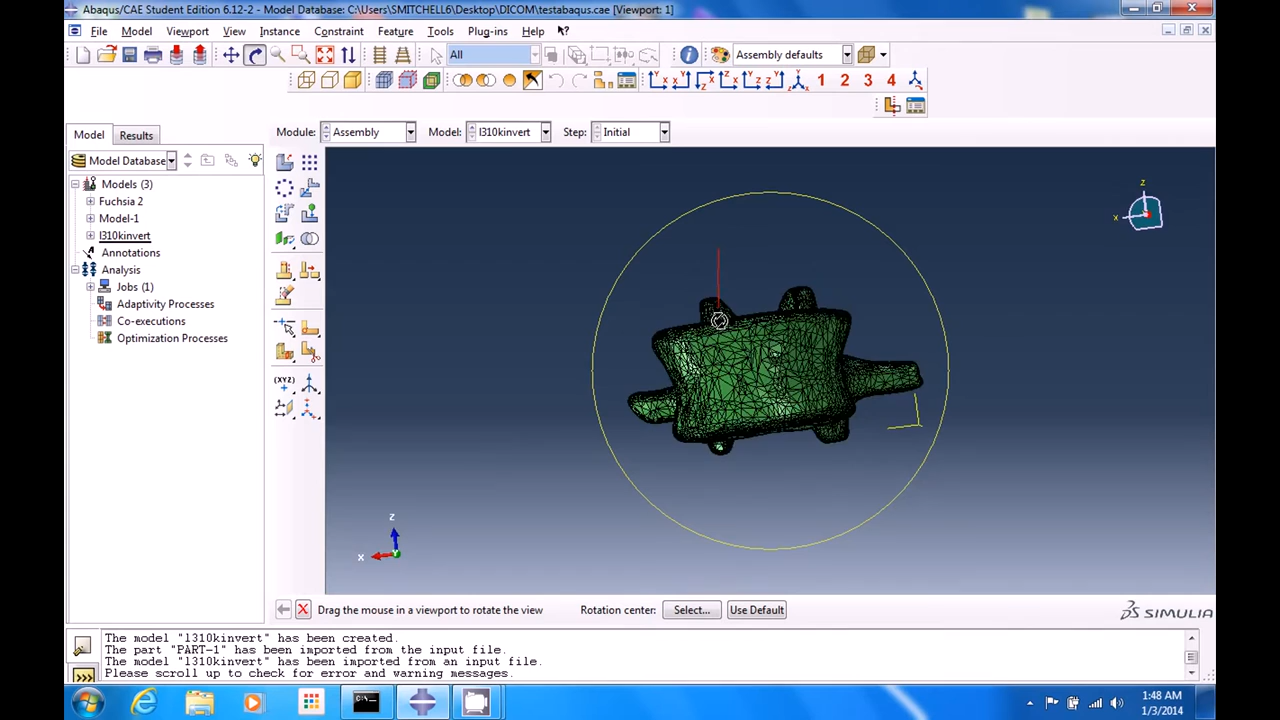 Abaqus/CAE Student Edition 6.12-2 - Model Database: C:\Users\SMITCHELL6\Desktop\DICOM\testabaqus.cae [Viewport: 1]
File Model Viewport View Instance Constraint Feature Plug-ins Tools Help
All
Assembly defaults
1 2 3 4
Model Results
Module: Assembly Model: l310kinvert Step: Initial
Model Database
Models (3)
Fuchsia 2
Model-1
l310kinvert
Annotations
Analysis
Jobs (1)
Adaptivity Processes
Co-executions
Optimization Processes
(XYZ)
z
x
z
x
Drag the mouse in a viewport to rotate the view Rotation center: Select... Use Default
SIMULIA
The model "l310kinvert" has been created.
The part "PART-1" has been imported from the input file.
The model "l310kinvert" has been imported from an input file.
Please scroll up to check for error and warning messages.
>>>
C:\.
1:48 AM
1/3/2014